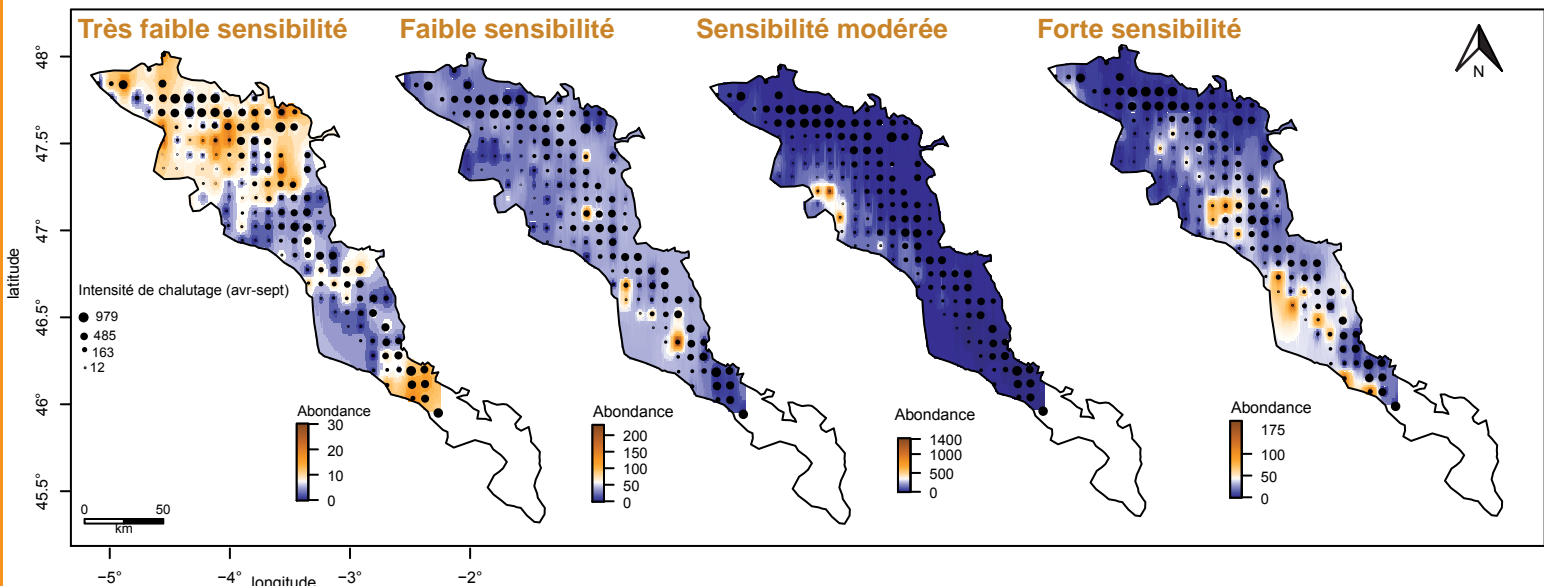 Très faible sensibilité
Faible sensibilité
Sensibilité modérée
Forte sensibilité
N
48°
47.5°
47°
46.5°
46°
45.5°
latitude
Intensité de chalutage (avr-sept)
979
485
163
12
Abondance
30
20
10
0
Abondance
200
150
100
50
0
Abondance
1400
1000
500
0
Abondance
175
100
50
0
0 50
km
−5° −4° −3° −2°
longitude